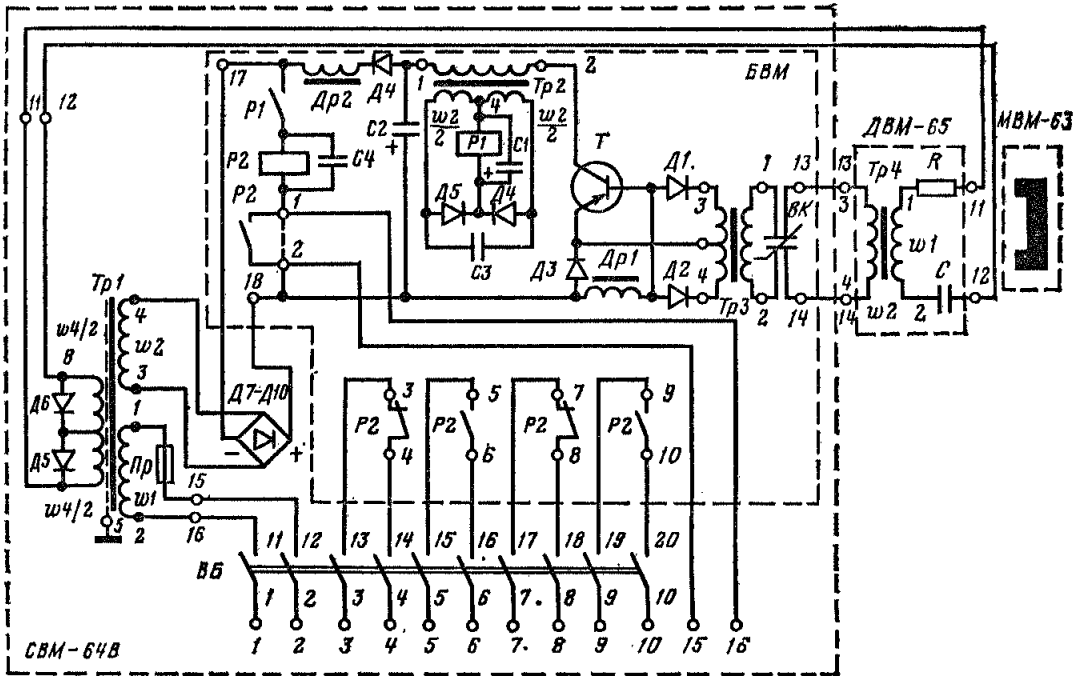 11
12
17
Др2
Д4
1
Тр2
2
БВМ
Р1
С2
+
w2/2
4
w2/2
Р1
С1
+
Т
Д1.
ДВМ-65
МВМ-63
Р2
С4
Р2
1
Д5
Д4
3
1
13
13
Тр4
R
3
1
11
ВК
w1
2
С3
Д3
Др1
Д2
4
Тр3
2
14
4
14
w2
2
С
12
18
Тр1
w4/2
4
w2
8
3
Д6
1
Д7-Д10
Д5
Пр
w1
-
+
15
w4/2
5
2
16
3
5
7
9
Р2
Р2
Р2
Р2
4
6
8
10
11
12
13
14
15
16
17
18
19
20
ВБ
1
2
3
4
5
6
7.
8
9
10
1
2
3
4
5
6
7.
8
9
10
15
16
СВМ-64В